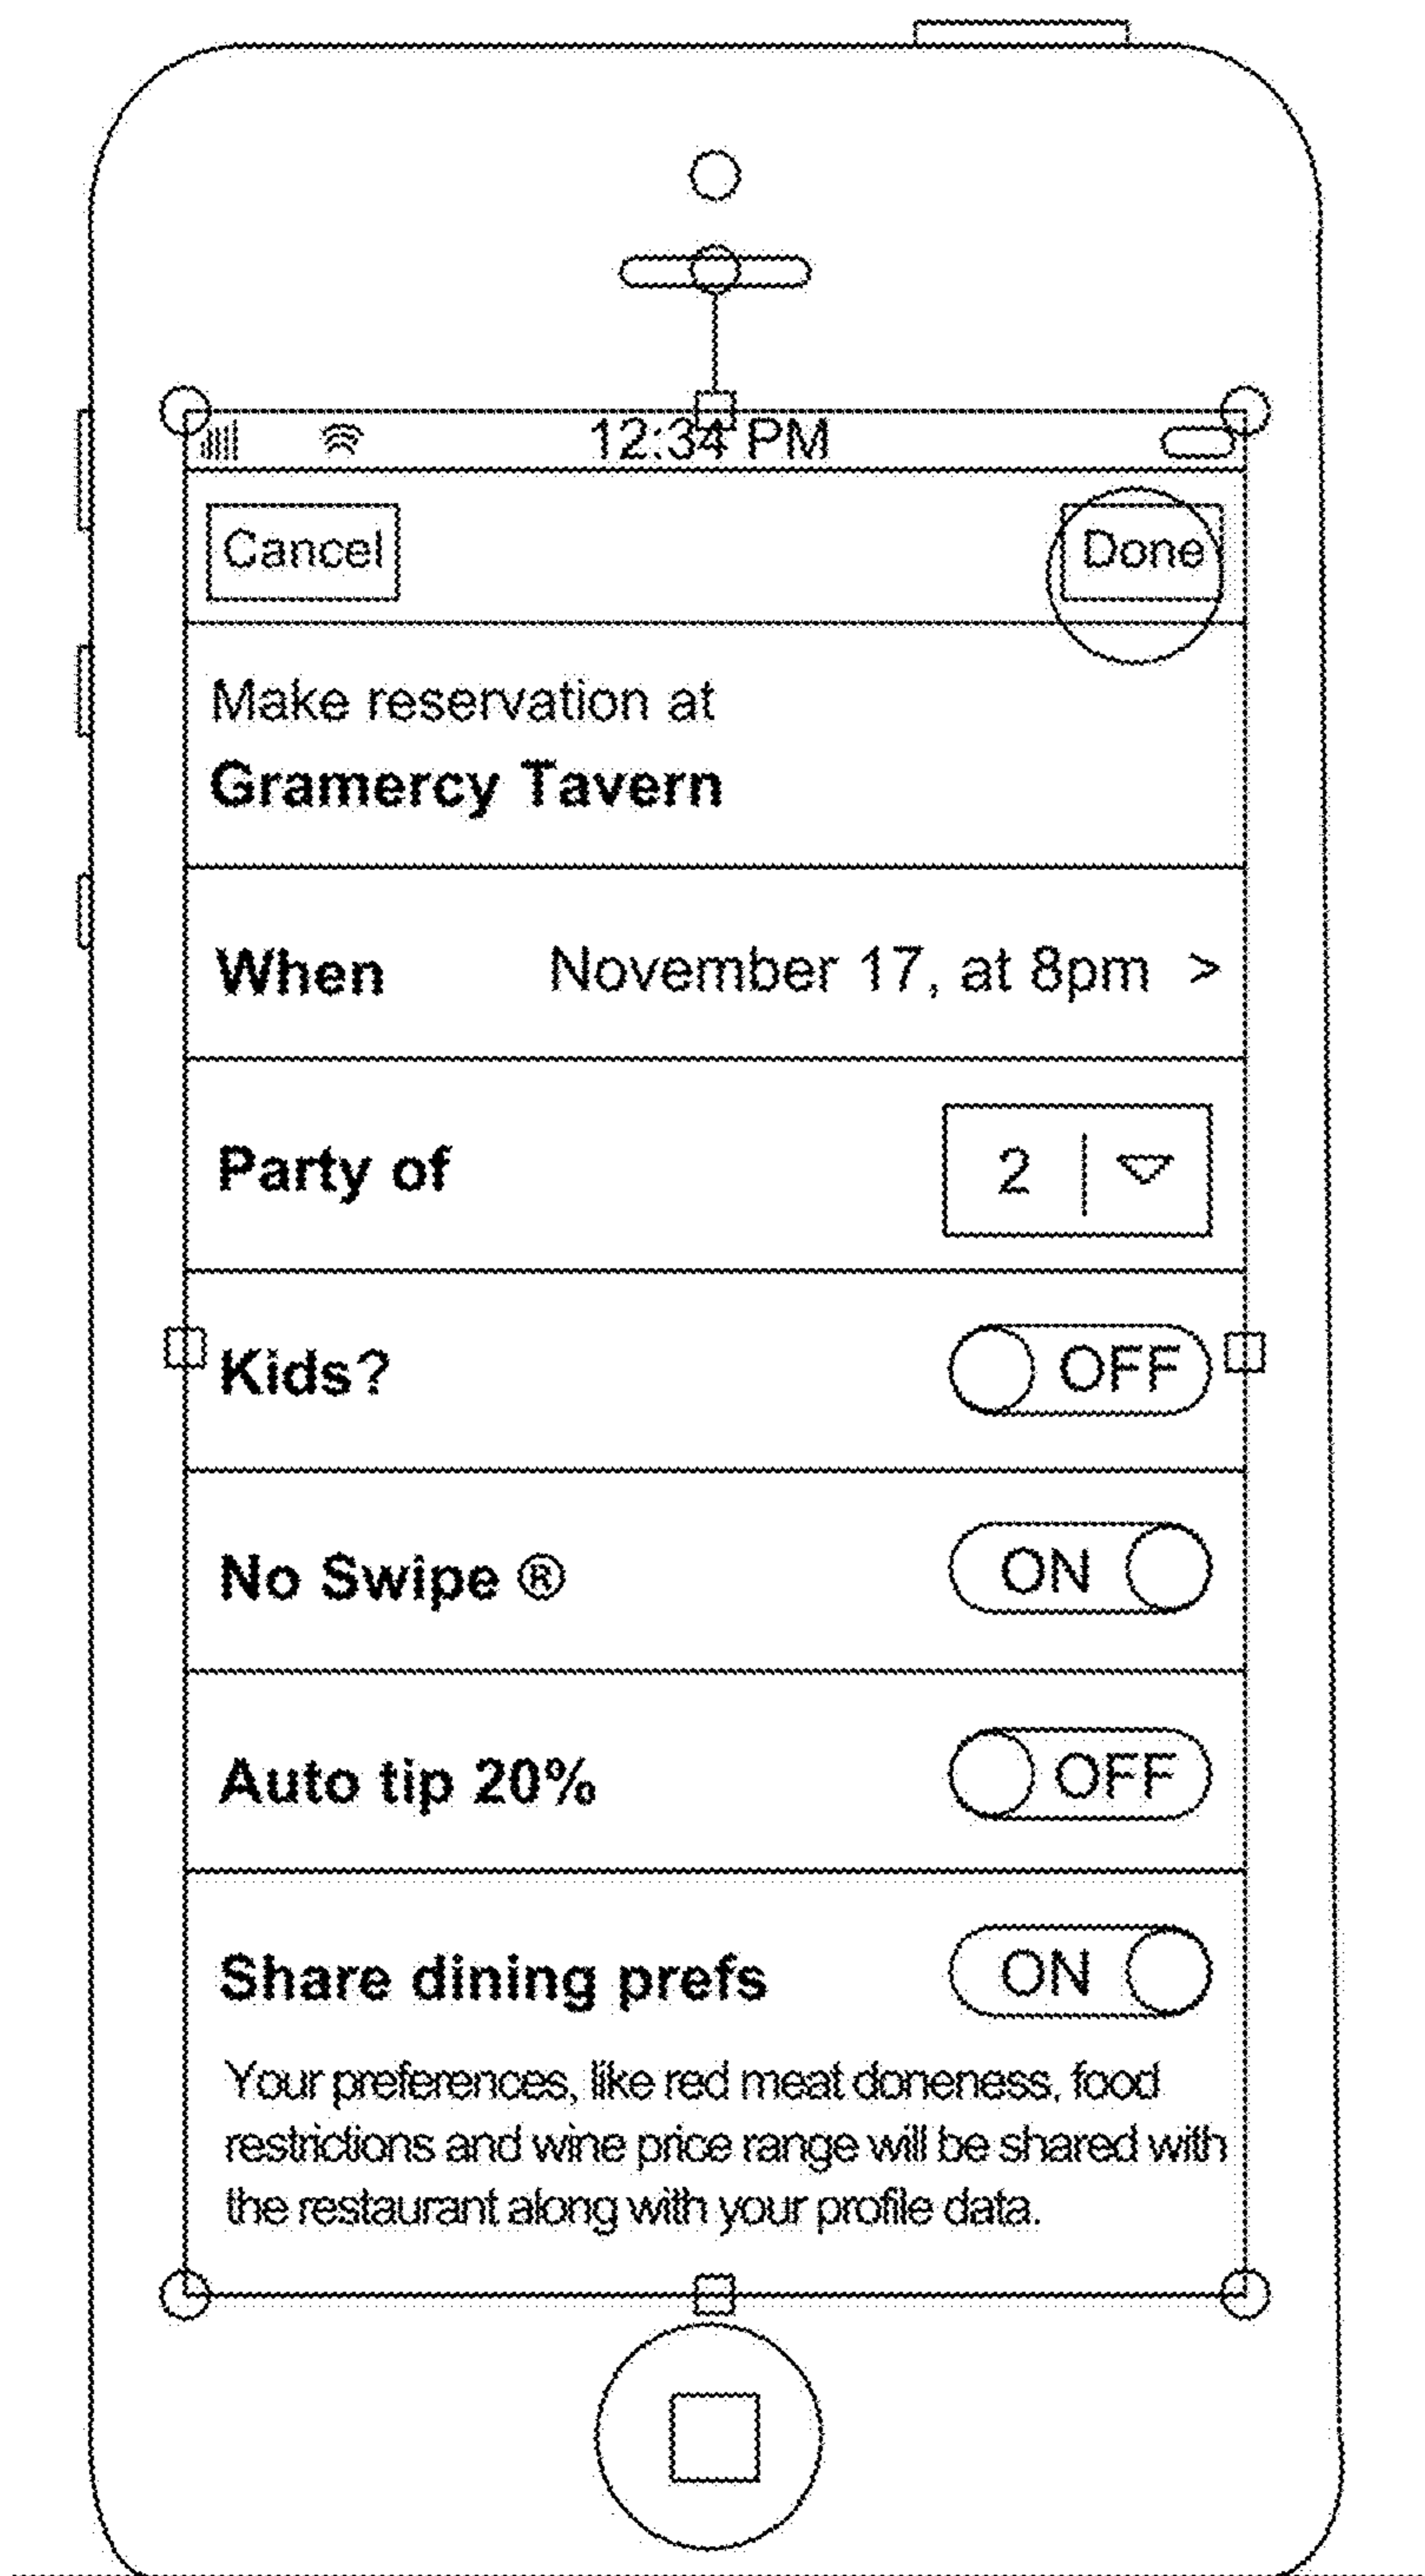 12:34 PM
Cancel Done
Make reservation at
Gramercy Tavern
When November 17, at 8pm >
Party of 2
Kids? OFF
No Swipe ® ON
Auto tip 20% OFF
Share dining prefs ON
Your preferences, like red meat doneness, food
restrictions and wine price range will be shared with
the restaurant along with your profile data.